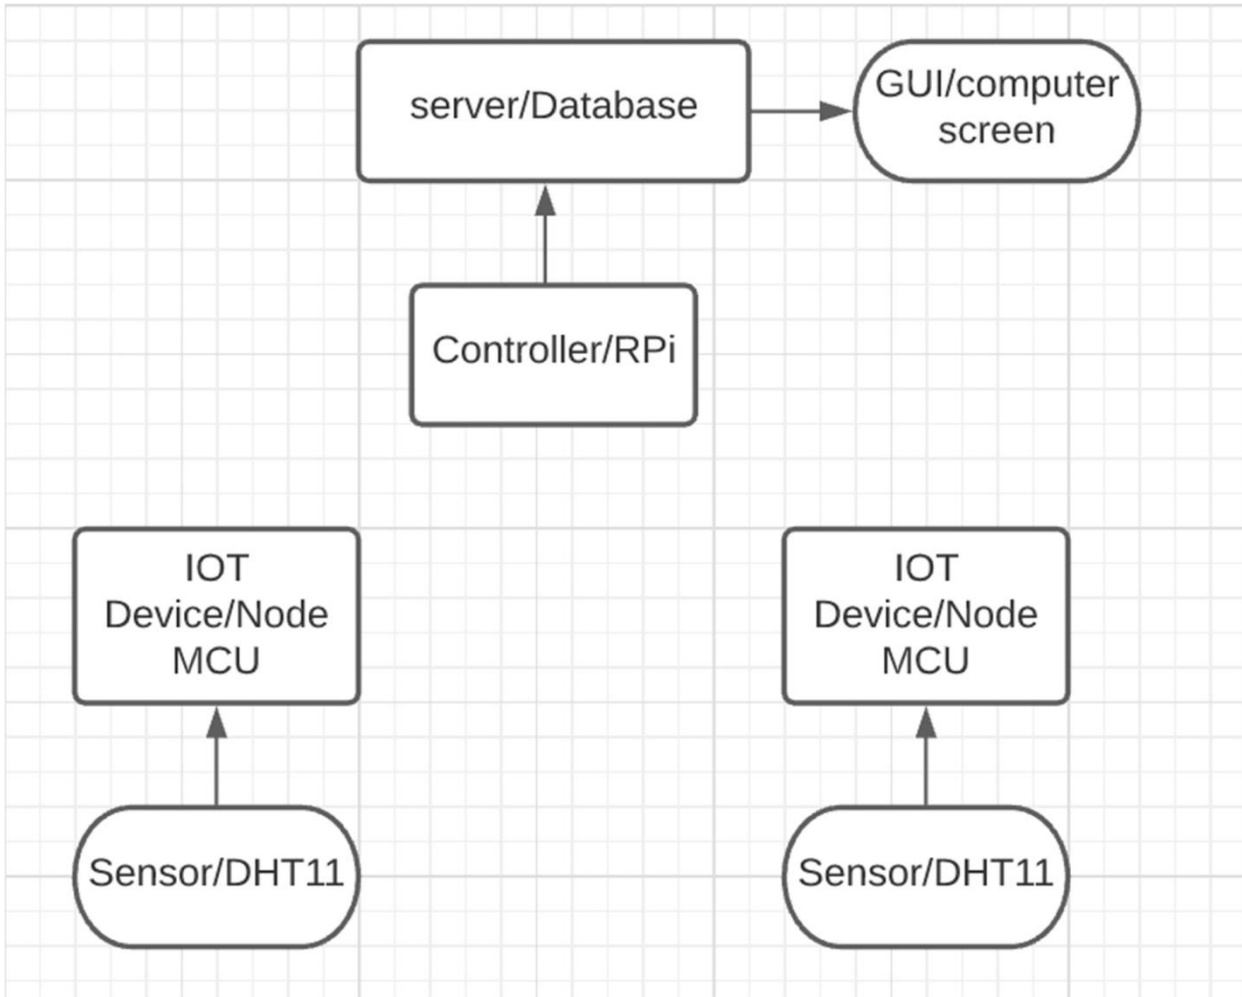 server/Database
GUI/computer
screen
Controller/RPi
IOT
Device/Node
MCU
IOT
Device/Node
MCU
Sensor/DHT11
Sensor/DHT11